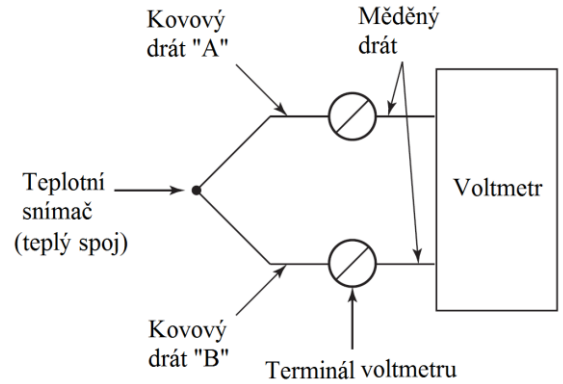 Kovový
drát "A"
Měděný
drát
Teplotní
snímač
(teplý spoj)
Voltmetr
Kovový
drát "B"
Terminál voltmetru